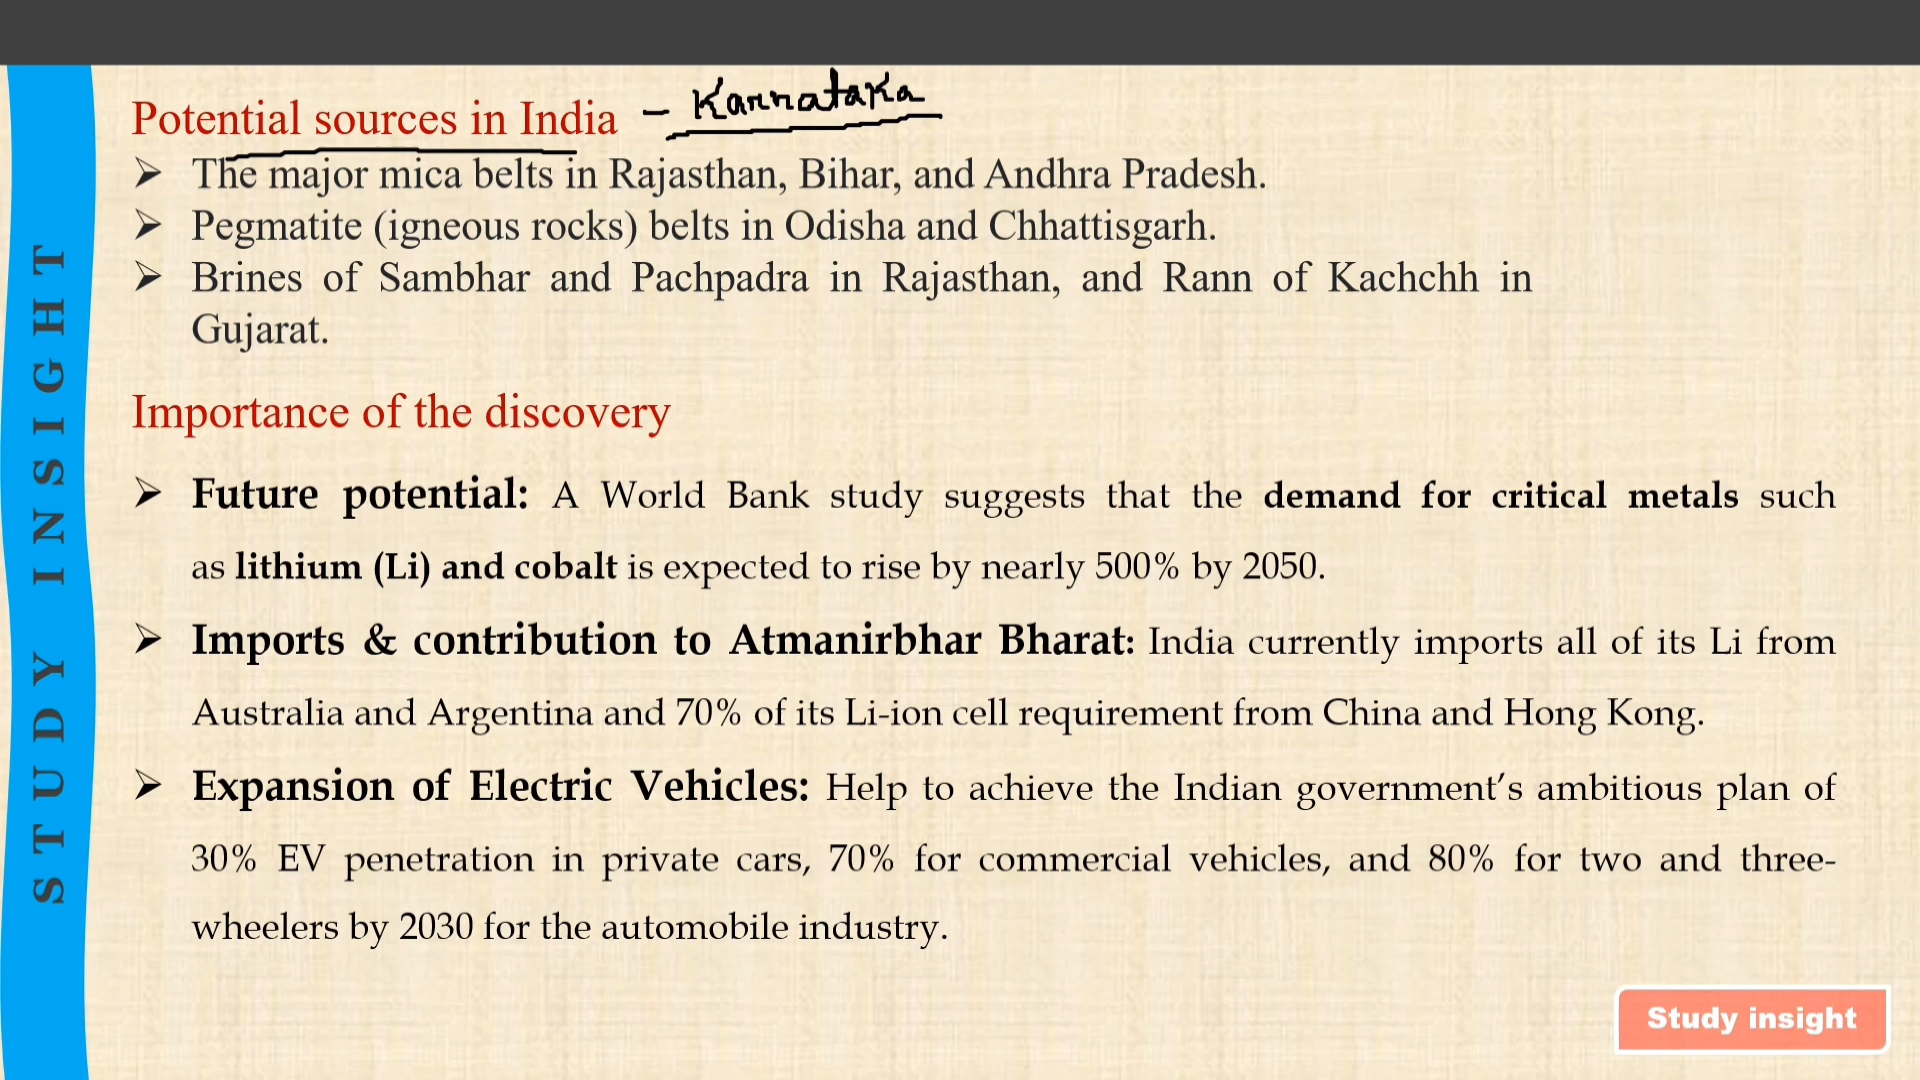 Potential sources in India – Karnataka
➢ The major mica belts in Rajasthan, Bihar, and Andhra Pradesh.
➢ Pegmatite (igneous rocks) belts in Odisha and Chhattisgarh.
➢ Brines of Sambhar and Pachpadra in Rajasthan, and Rann of Kachchh in
Gujarat.
Importance of the discovery
➢ Future potential: A World Bank study suggests that the demand for critical metals such
as lithium (Li) and cobalt is expected to rise by nearly 500% by 2050.
➢ Imports & contribution to Atmanirbhar Bharat: India currently imports all of its Li from
Australia and Argentina and 70% of its Li-ion cell requirement from China and Hong Kong.
➢ Expansion of Electric Vehicles: Help to achieve the Indian government’s ambitious plan of
30% EV penetration in private cars, 70% for commercial vehicles, and 80% for two and three-
wheelers by 2030 for the automobile industry.
STUDY INSIGHT
Study insight